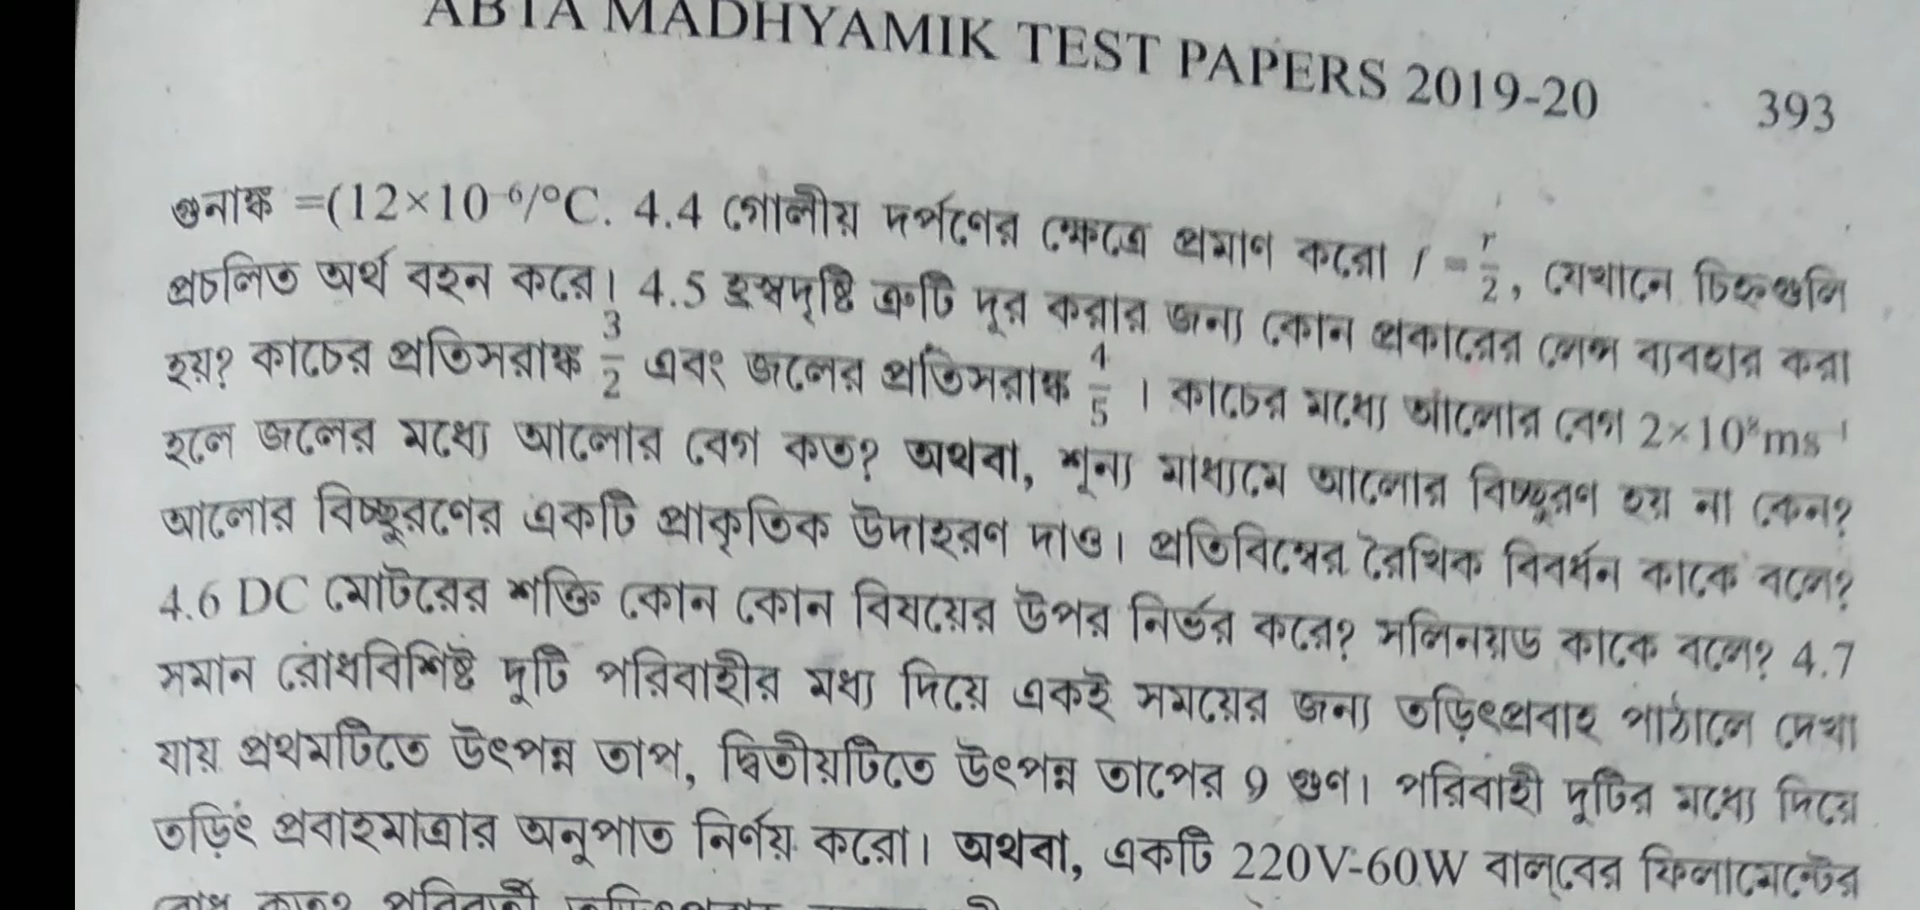 ABTA MADHYAMIK TEST PAPERS 2019-20 393
গুনাঙ্ক =(12×10⁻⁶/°C. 4.4 গোলীয় দর্পণের ক্ষেত্রে প্রমাণ করো f = r/2, যেখানে চিহ্নগুলি
প্রচলিত অর্থ বহন করে। 4.5 হ্রস্বদৃষ্টি ত্রুটি দূর করার জন্য কোন প্রকারের লেন্স ব্যবহার করা
হয়? কাচের প্রতিসরাঙ্ক 3/2 এবং জলের প্রতিসরাঙ্ক 4/5 । কাচের মধ্যে আলোর বেগ 2×10⁸ms⁻¹
হলে জলের মধ্যে আলোর বেগ কত? অথবা, শূন্য মাধ্যমে আলোর বিচ্ছুরণ হয় না কেন?
আলোর বিচ্ছুরণের একটি প্রাকৃতিক উদাহরণ দাও। প্রতিবিম্বের রৈখিক বিবর্ধন কাকে বলে?
4.6 DC মোটরের শক্তি কোন কোন বিষয়ের উপর নির্ভর করে? সলিনয়ড কাকে বলে? 4.7
সমান রোধবিশিষ্ট দুটি পরিবাহীর মধ্য দিয়ে একই সময়ের জন্য তড়িৎপ্রবাহ পাঠালে দেখা
যায় প্রথমটিতে উৎপন্ন তাপ, দ্বিতীয়টিতে উৎপন্ন তাপের 9 গুণ। পরিবাহী দুটির মধ্যে দিয়ে
তড়িৎ প্রবাহমাত্রার অনুপাত নির্ণয় করো। অথবা, একটি 220V-60W বাল্‌বের ফিলামেন্টের
রোধ কত? পরিবাহী